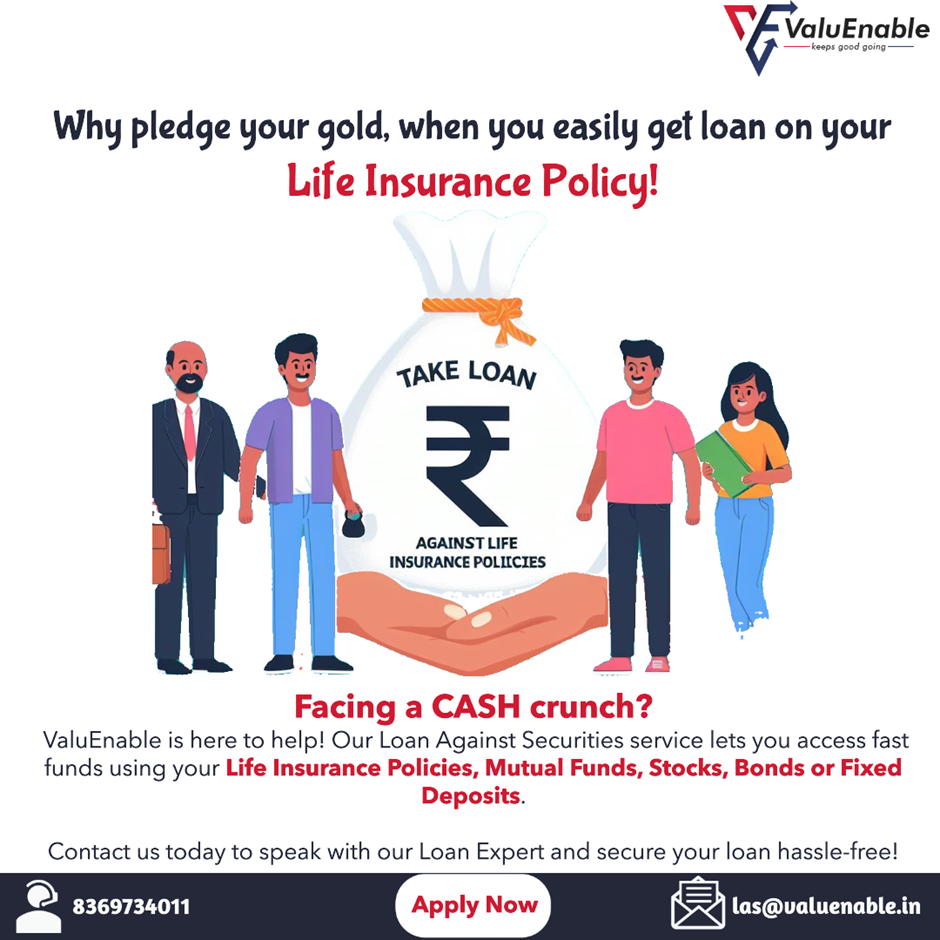 ValuEnable
keeps good going
Why pledge your gold, when you easily get loan on your
Life Insurance Policy!
TAKE LOAN
₹
AGAINST LIFE
INSURANCE POLIICIES
Facing a CASH crunch?
ValuEnable is here to help! Our Loan Against Securities service lets you access fast
funds using your Life Insurance Policies, Mutual Funds, Stocks, Bonds or Fixed
Deposits.
Contact us today to speak with our Loan Expert and secure your loan hassle-free!
8369734011
Apply Now
las@valuenable.in